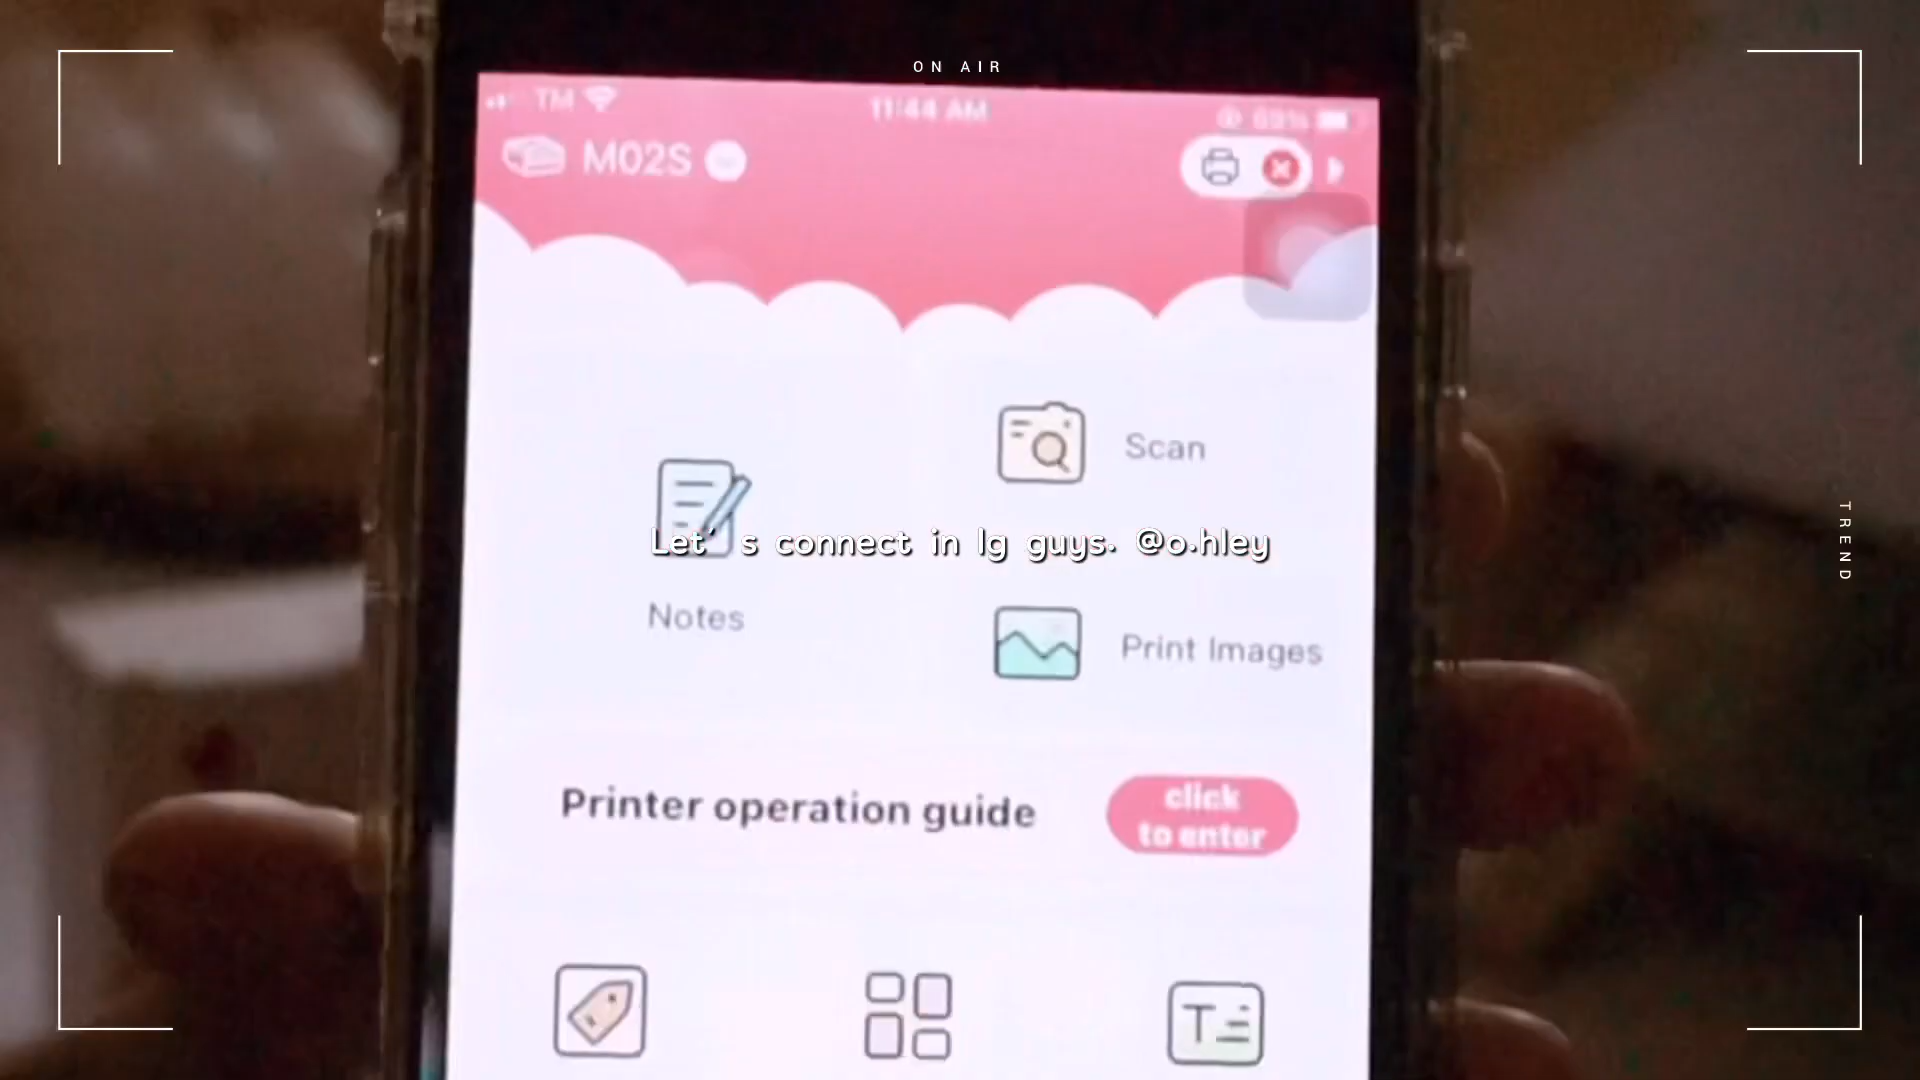 ON AIR
TM
11:44 AM
69%
M02S
Scan
Let's connect in Ig guys. @o.hley
Notes
Print Images
Printer operation guide
click
to enter
TREND